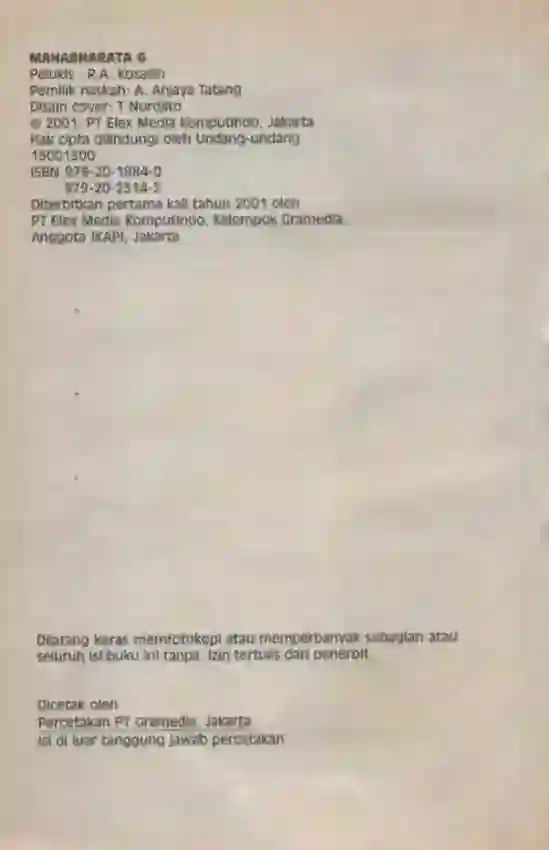 MAHABHARATA G
Pelukis : R.A. Kosasih
Pemilik naskah: A. Anjaya Tatang
Disain cover: T Nurdjito
© 2001, PT Elex Media Komputindo, Jakarta
Hak cipta dilindungi oleh Undang-undang
15001500
ISBN 979-20-1884-0
979-20-2314-3
Diterbitkan pertama kali tahun 2001 oleh
PT Elex Media Komputindo, Kelompok Gramedia,
Anggota IKAPI, Jakarta
Dilarang keras memfotokopi atau memperbanyak sebagian atau
seluruh isi buku ini tanpa izin tertulis dari penerbit
Dicetak oleh
Percetakan PT Gramedia, Jakarta
Isi di luar tanggung jawab percetakan